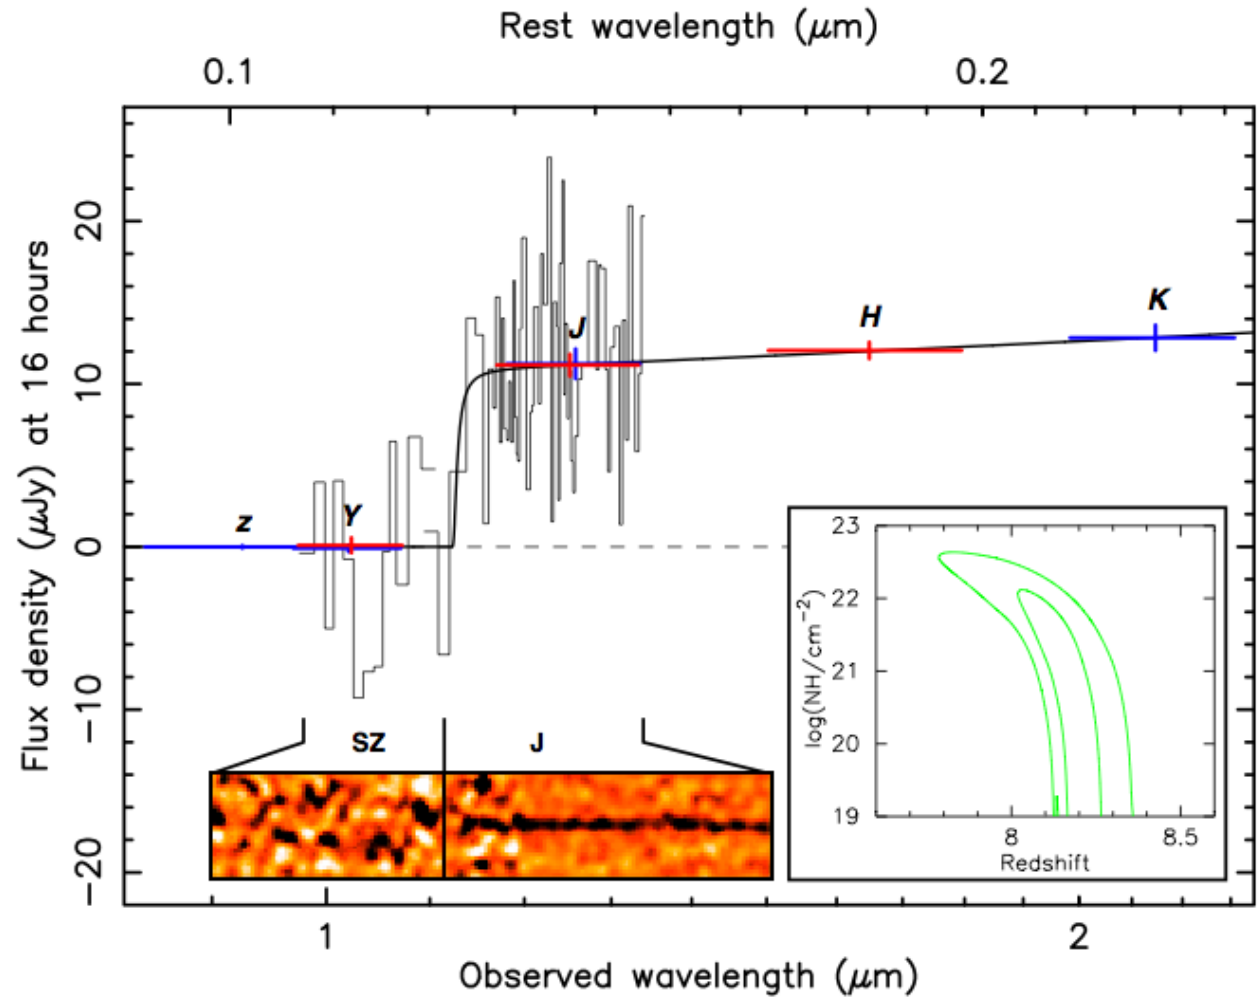 Rest wavelength (μm)
0.1 0.2
Flux density (μJy) at 16 hours
20
10
0
−10
−20
z
Y
J
H
K
SZ J
log(NH/cm⁻²)
23
22
21
20
19
8 8.5
Redshift
1 2
Observed wavelength (μm)